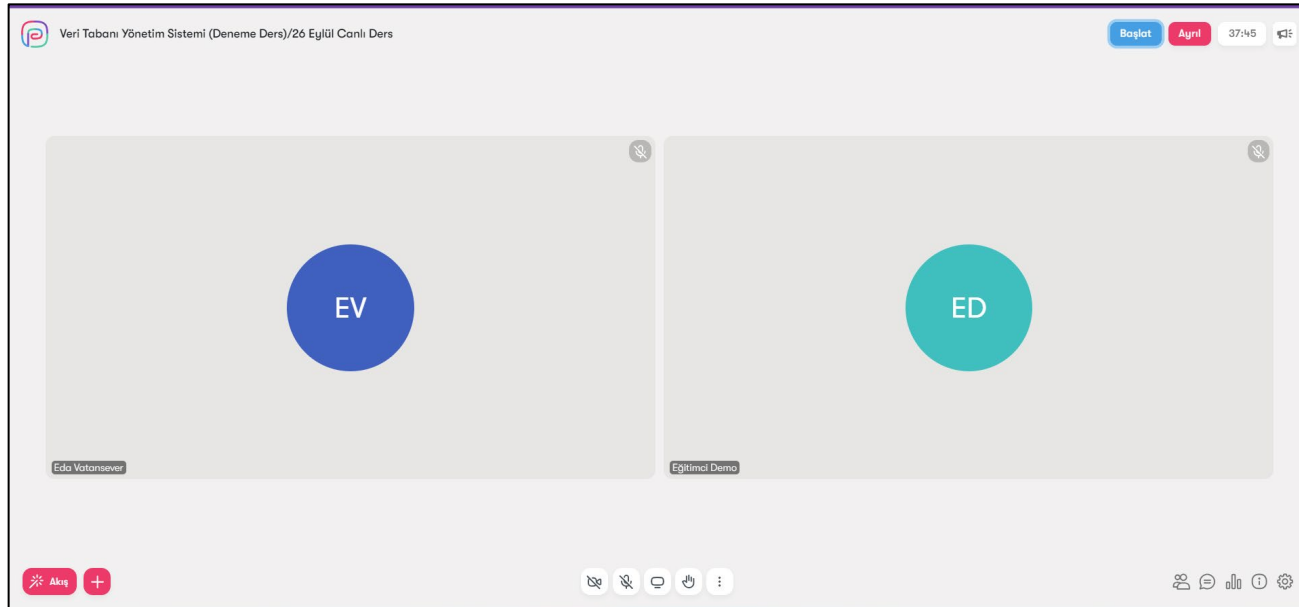 Veri Tabanı Yönetim Sistemi (Deneme Ders)/26 Eylül Canlı Ders
Başlat
Ayrıl
37:45
EV
ED
Eda Vatansever
Eğitimci Demo
Akış